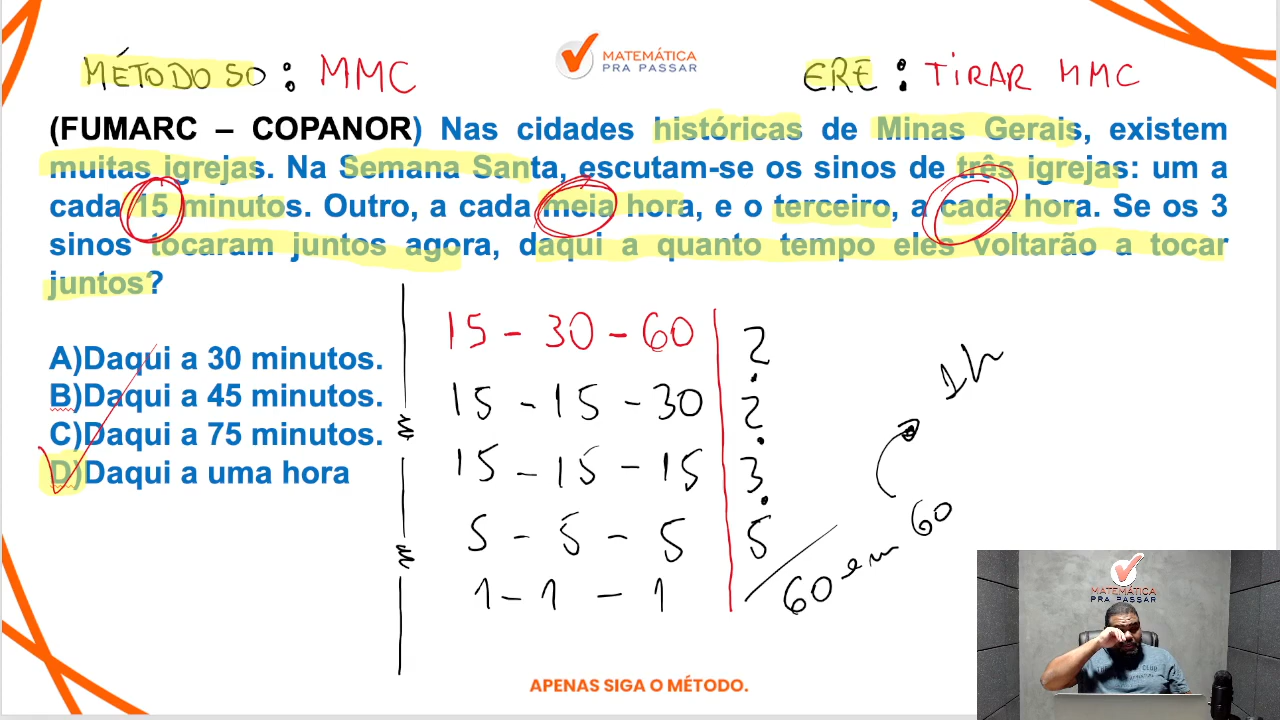 MÉTODO SO : MMC
MATEMÁTICA
PRA PASSAR
ERE : TIRAR MMC
(FUMARC – COPANOR) Nas cidades históricas de Minas Gerais, existem
muitas igrejas. Na Semana Santa, escutam-se os sinos de três igrejas: um a
cada 15 minutos. Outro, a cada meia hora, e o terceiro, a cada hora. Se os 3
sinos tocaram juntos agora, daqui a quanto tempo eles voltarão a tocar
juntos?
A)Daqui a 30 minutos.
B)Daqui a 45 minutos.
C)Daqui a 75 minutos.
D)Daqui a uma hora
15 - 30 - 60 2
15 - 15 - 30 2
15 - 15 - 15 3
5 - 5 - 5 5
1 - 1 - 1
60 em 60
1h
MATEMÁTICA
PRA PASSAR
APENAS SIGA O MÉTODO.